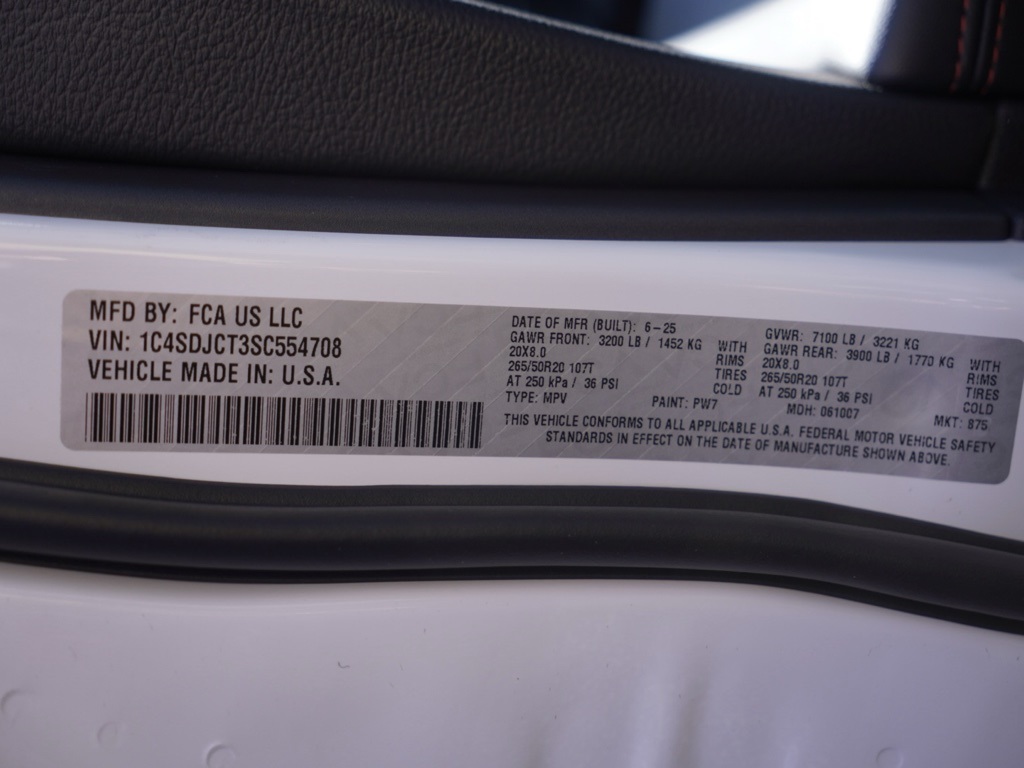 MFD BY: FCA US LLC
VIN: 1C4SDJCT3SC554708
VEHICLE MADE IN: U.S.A.
DATE OF MFR (BUILT): 6-25
GAWR FRONT: 3200 LB / 1452 KG WITH
20X8.0 RIMS
265/50R20 107T TIRES
AT 250 kPa / 36 PSI COLD
TYPE: MPV PAINT: PW7
GVWR: 7100 LB / 3221 KG
GAWR REAR: 3900 LB / 1770 KG WITH
20X8.0 RIMS
265/50R20 107T TIRES
AT 250 kPa / 36 PSI COLD
MDH: 061007 MKT: 875
THIS VEHICLE CONFORMS TO ALL APPLICABLE U.S.A. FEDERAL MOTOR VEHICLE SAFETY
STANDARDS IN EFFECT ON THE DATE OF MANUFACTURE SHOWN ABOVE.